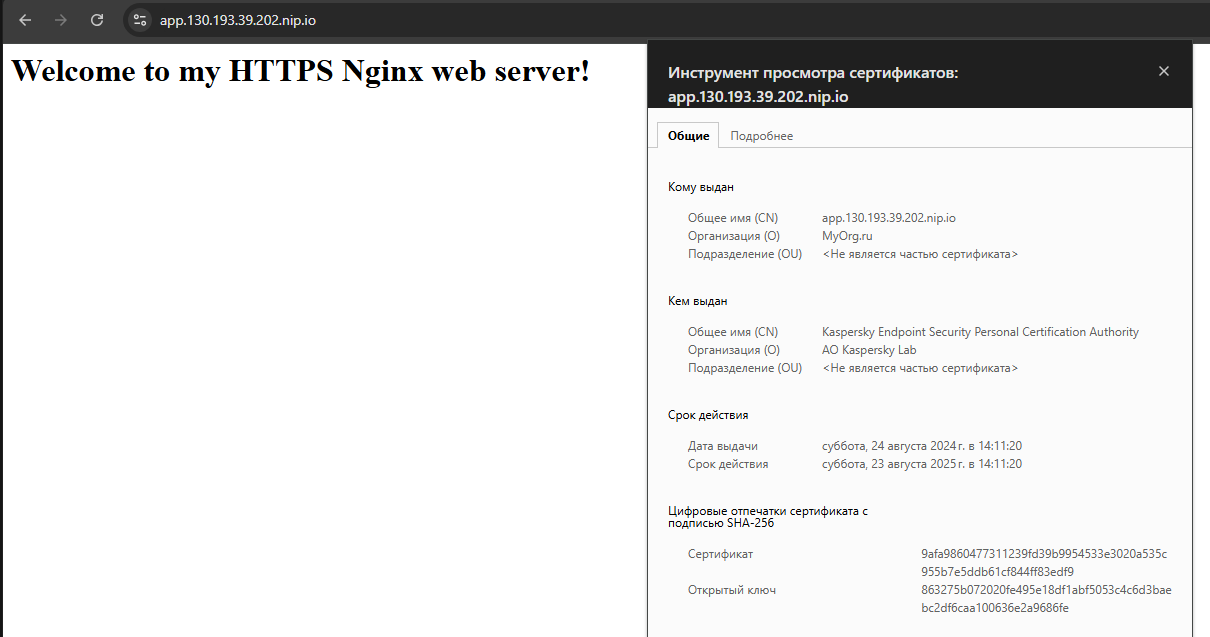 app.130.193.39.202.nip.io
Welcome to my HTTPS Nginx web server!
Инструмент просмотра сертификатов:
app.130.193.39.202.nip.io
Общие Подробнее
Кому выдан
Общее имя (CN) app.130.193.39.202.nip.io
Организация (O) MyOrg.ru
Подразделение (OU) <Не является частью сертификата>
Кем выдан
Общее имя (CN) Kaspersky Endpoint Security Personal Certification Authority
Организация (O) AO Kaspersky Lab
Подразделение (OU) <Не является частью сертификата>
Срок действия
Дата выдачи суббота, 24 августа 2024 г. в 14:11:20
Срок действия суббота, 23 августа 2025 г. в 14:11:20
Цифровые отпечатки сертификата с
подписью SHA-256
Сертификат 9afa9860477311239fd39b9954533e3020a535c
955b7e5ddb61cf844ff83edf9
Открытый ключ 863275b072020fe495e18df1abf5053c4c6d3bae
bc2df6caa100636e2a9686fe